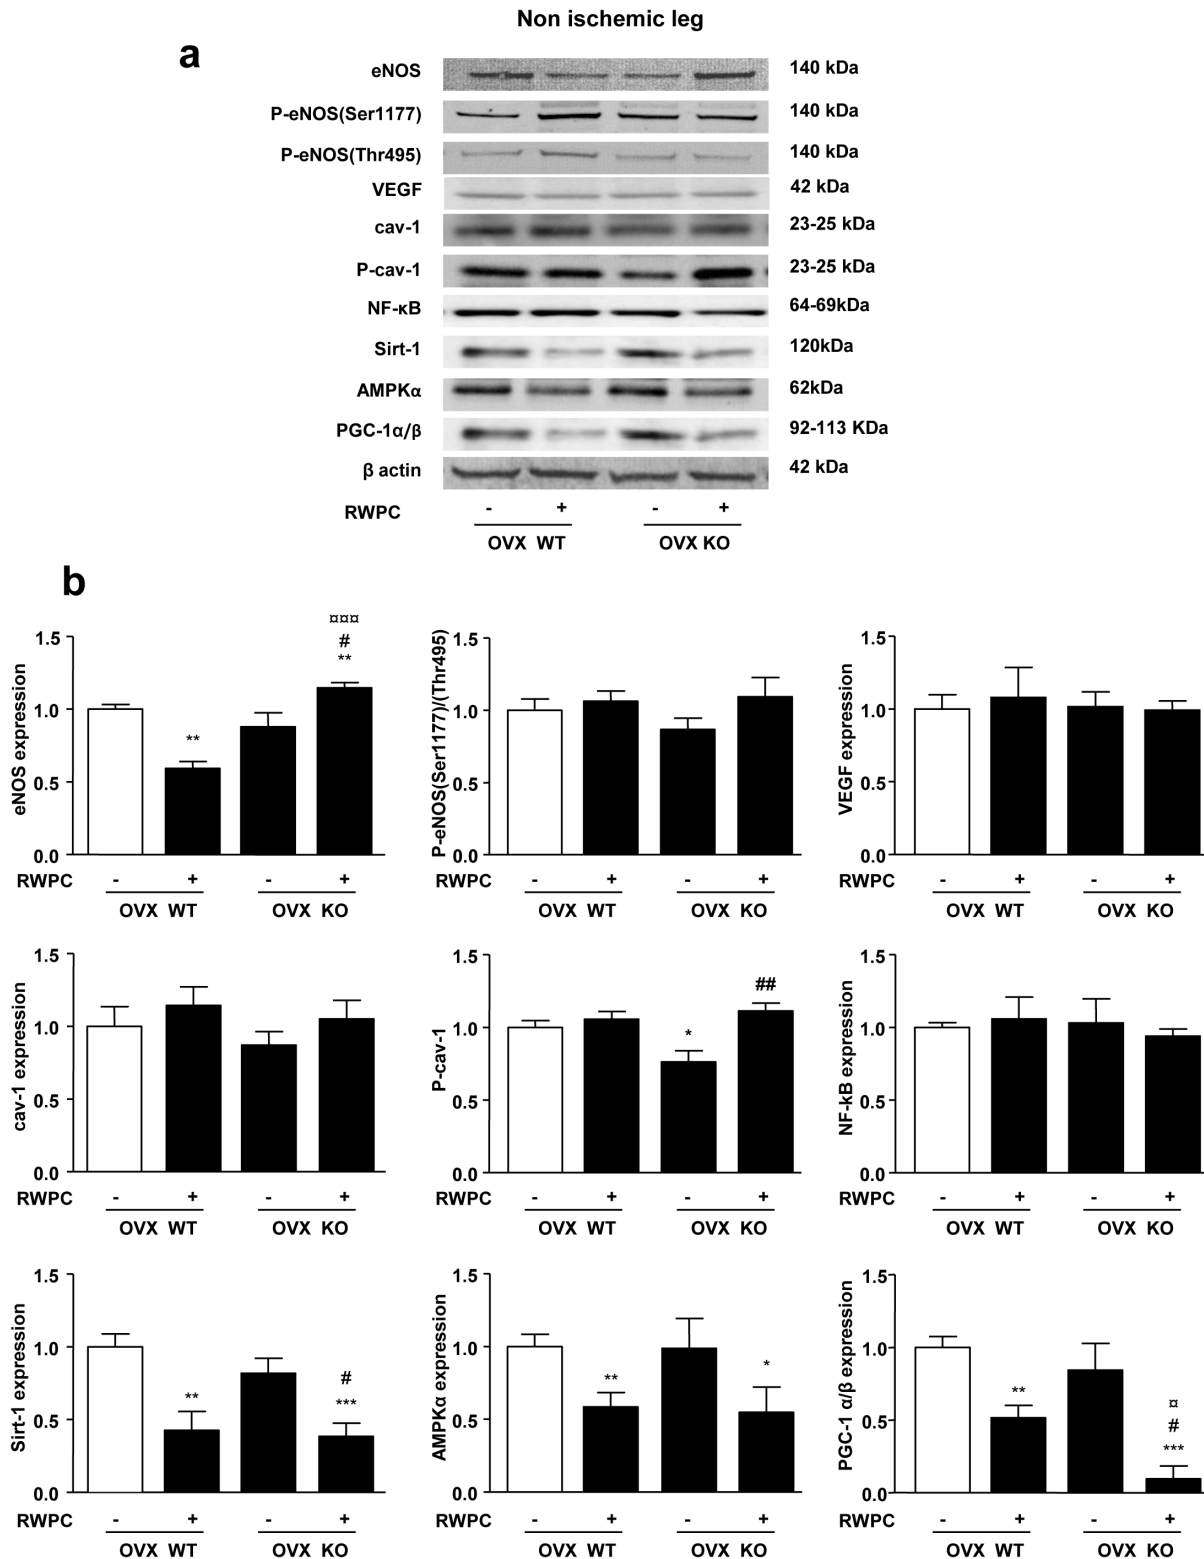 Non ischemic leg
a
eNOS 140 kDa
P-eNOS(Ser1177) 140 kDa
P-eNOS(Thr495) 140 kDa
VEGF 42 kDa
cav-1 23-25 kDa
P-cav-1 23-25 kDa
NF-κB 64-69kDa
Sirt-1 120kDa
AMPKα 62kDa
PGC-1α/β 92-113 KDa
β actin 42 kDa
RWPC - + - +
OVX WT OVX KO
b
eNOS expression
1.5
1.0
0.5
0.0
**
¤¤¤
#
**
RWPC - + - +
OVX WT OVX KO
P-eNOS(Ser1177)/(Thr495)
1.5
1.0
0.5
0.0
- + - +
OVX WT OVX KO
VEGF expression
1.5
1.0
0.5
0.0
RWPC - + - +
OVX WT OVX KO
cav-1 expression
1.5
1.0
0.5
0.0
RWPC - + - +
OVX WT OVX KO
P-cav-1
1.5
1.0
0.5
0.0
*
##
RWPC - + - +
OVX WT OVX KO
NF-kB expression
1.5
1.0
0.5
0.0
RWPC - + - +
OVX WT OVX KO
Sirt-1 expression
1.5
1.0
0.5
0.0
**
#
***
RWPC - + - +
OVX WT OVX KO
AMPKα expression
1.5
1.0
0.5
0.0
**
*
RWPC - + - +
OVX WT OVX KO
PGC-1 α/β expression
1.5
1.0
0.5
0.0
**
¤
#
***
RWPC - + - +
OVX WT OVX KO